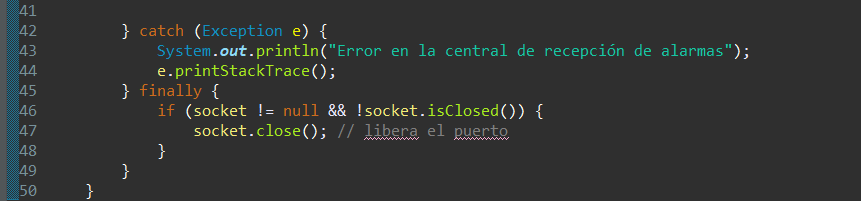 41
42 } catch (Exception e) {
43 System.out.println("Error en la central de recepción de alarmas");
44 e.printStackTrace();
45 } finally {
46 if (socket != null && !socket.isClosed()) {
47 socket.close(); // libera el puerto
48 }
49 }
50 }